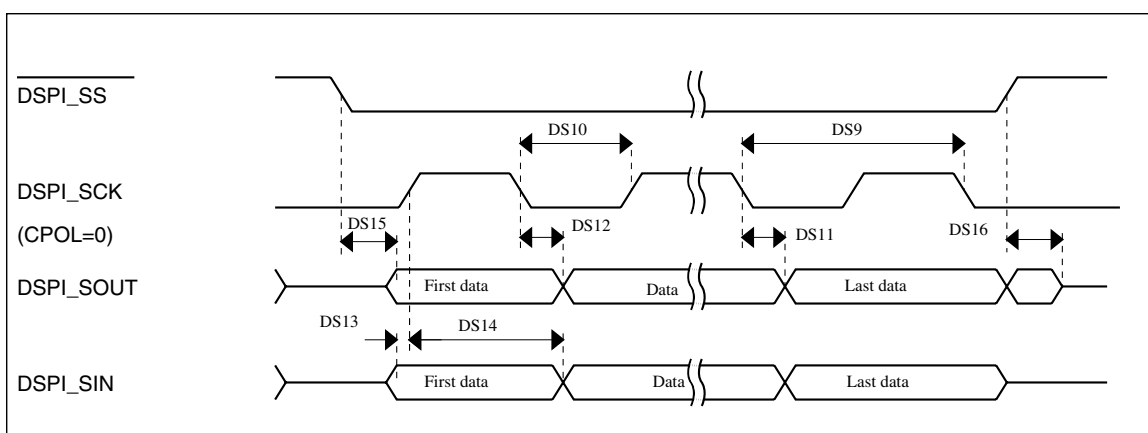 DSPI_SS
DS10 DS9
DSPI_SCK
(CPOL=0)
DS15 DS12 DS11 DS16
DSPI_SOUT First data Data Last data
DS13 DS14
DSPI_SIN First data Data Last data